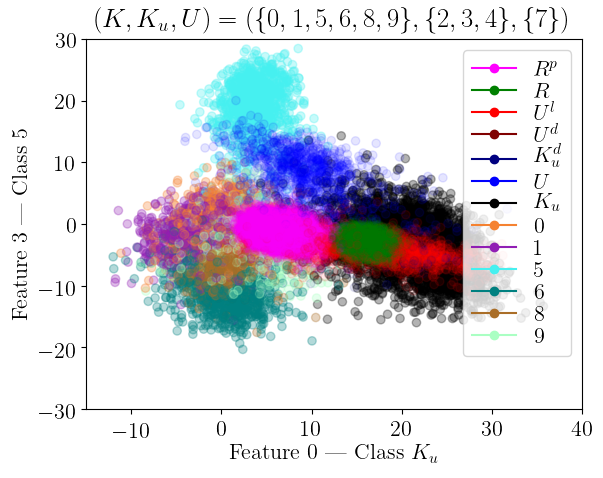 (K, K_u, U) = ({0, 1, 5, 6, 8, 9}, {2, 3, 4}, {7})
30
20
10
0
−10
−20
−30
Feature 3 — Class 5
R^p
R
U^l
U^d
K_u^d
U
K_u
0
1
5
6
8
9
−10
0
10
20
30
40
Feature 0 — Class K_u